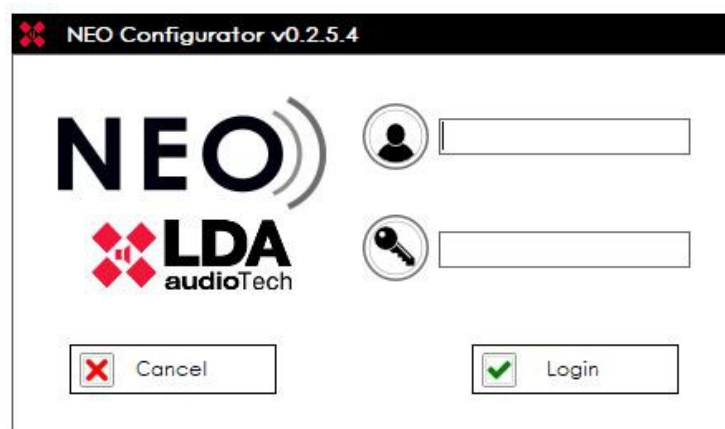 NEO Configurator v0.2.5.4
NEO
LDA
audioTech
Cancel
Login